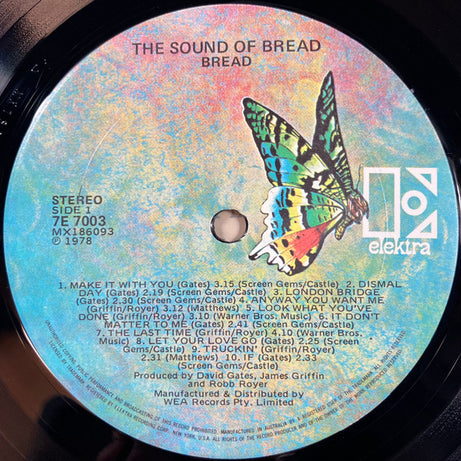 THE SOUND OF BREAD
BREAD
STEREO
SIDE 1
7E 7003
MX186093
℗ 1978
elektra
1. MAKE IT WITH YOU (Gates) 3.15 (Screen Gems/Castle) 2. DISMAL
DAY (Gates) 2.19 (Screen Gems/Castle) 3. LONDON BRIDGE
(Gates) 2.30 (Screen Gems/Castle) 4. ANYWAY YOU WANT ME
(Griffin/Royer) 3.12 (Matthews) 5. LOOK WHAT YOU'VE
DONE (Griffin/Gates) 3.10 (Warner Bros. Music) 6. IT DON'T
MATTER TO ME (Gates) 2.41 (Screen Gems/Castle)
7. THE LAST TIME (Griffin/Royer) 4.10 (Warner Bros.
Music) 8. LET YOUR LOVE GO (Gates) 2.25 (Screen
Gems/Castle) 9. TRUCKIN' (Griffin/Royer)
2.31 (Matthews) 10. IF (Gates) 2.33
(Screen Gems/Castle)
Produced by David Gates, James Griffin
and Robb Royer
Manufactured & Distributed by
WEA Records Pty. Limited